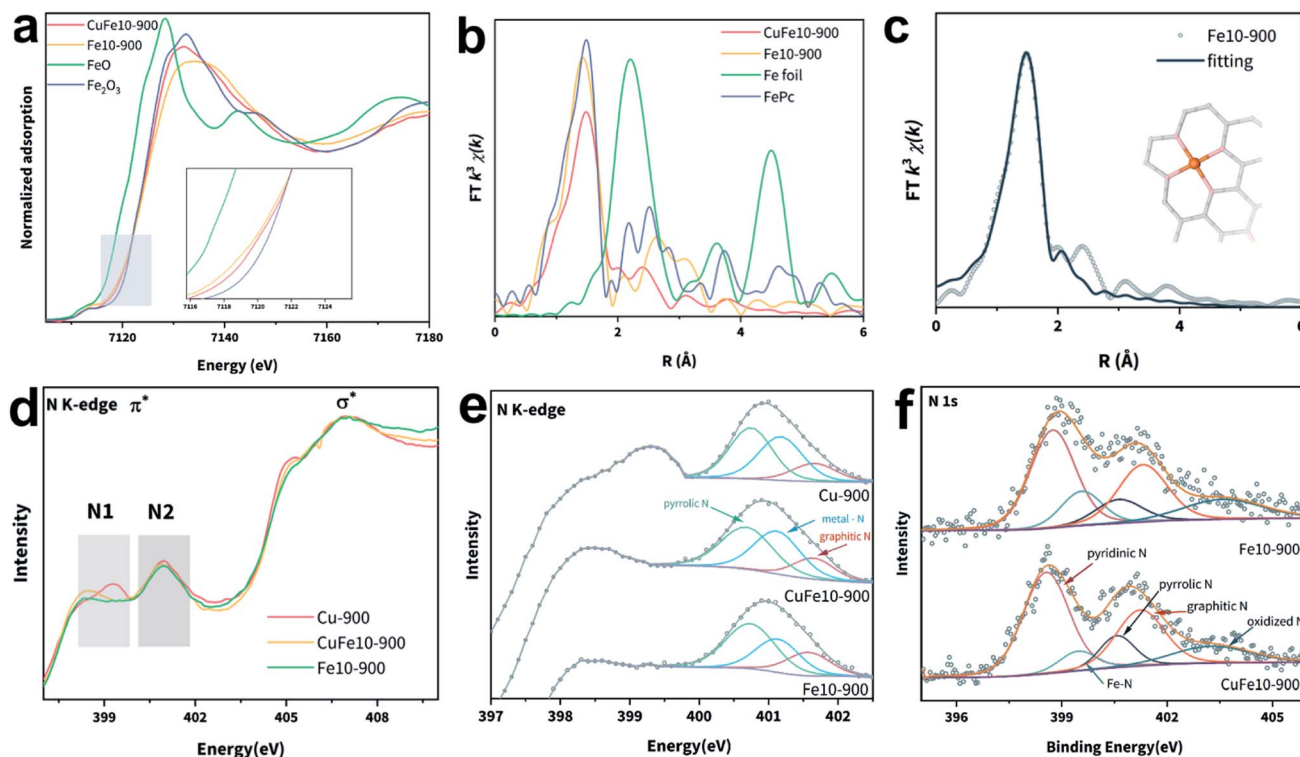 a
CuFe10-900
Fe10-900
FeO
Fe₂O₃
Normalized adsorption
7116 7118 7120 7122 7124
7120 7140 7160 7180
Energy (eV)
b
CuFe10-900
Fe10-900
Fe foil
FePc
FT k³ χ(k)
0 2 4 6
R (Å)
c
Fe10-900
fitting
FT k³ χ(k)
0 2 4 6
R (Å)
d
N K-edge π* σ*
N1 N2
Intensity
Cu-900
CuFe10-900
Fe10-900
399 402 405 408
Energy(eV)
e
N K-edge
Intensity
Cu-900
pyrrolic N
metal - N
graphitic N
CuFe10-900
Fe10-900
397 398 399 400 401 402
Energy(eV)
f
N 1s
Intensity
Fe10-900
pyridinic N
pyrrolic N
graphitic N
oxidized N
Fe-N
CuFe10-900
396 399 402 405
Binding Energy(eV)